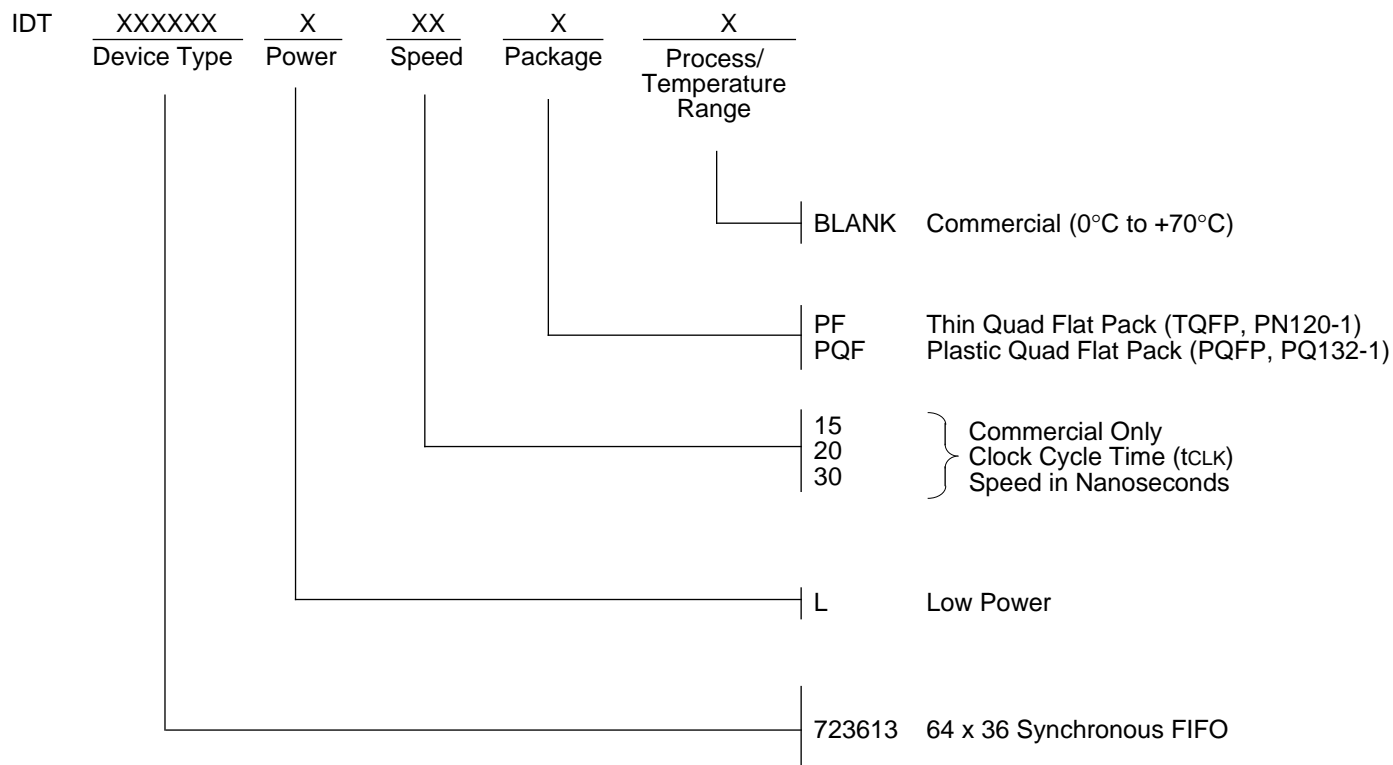 IDT XXXXXX X XX X X
Device Type Power Speed Package Process/
Temperature
Range
BLANK Commercial (0°C to +70°C)
PF Thin Quad Flat Pack (TQFP, PN120-1)
PQF Plastic Quad Flat Pack (PQFP, PQ132-1)
15 Commercial Only
20 Clock Cycle Time (tCLK)
30 Speed in Nanoseconds
L Low Power
723613 64 x 36 Synchronous FIFO